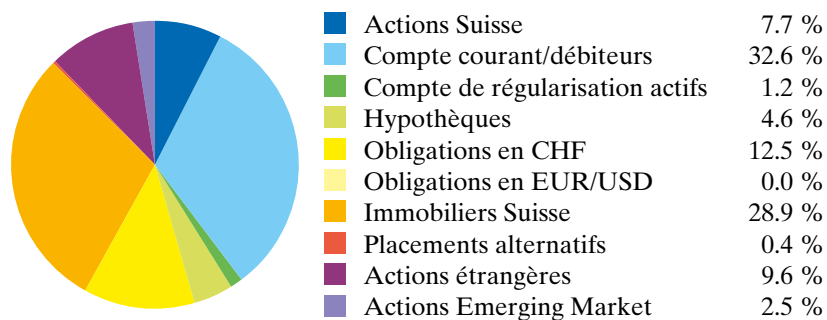 Actions Suisse 7.7 %
Compte courant/débiteurs 32.6 %
Compte de régularisation actifs 1.2 %
Hypothèques 4.6 %
Obligations en CHF 12.5 %
Obligations en EUR/USD 0.0 %
Immobiliers Suisse 28.9 %
Placements alternatifs 0.4 %
Actions étrangères 9.6 %
Actions Emerging Market 2.5 %